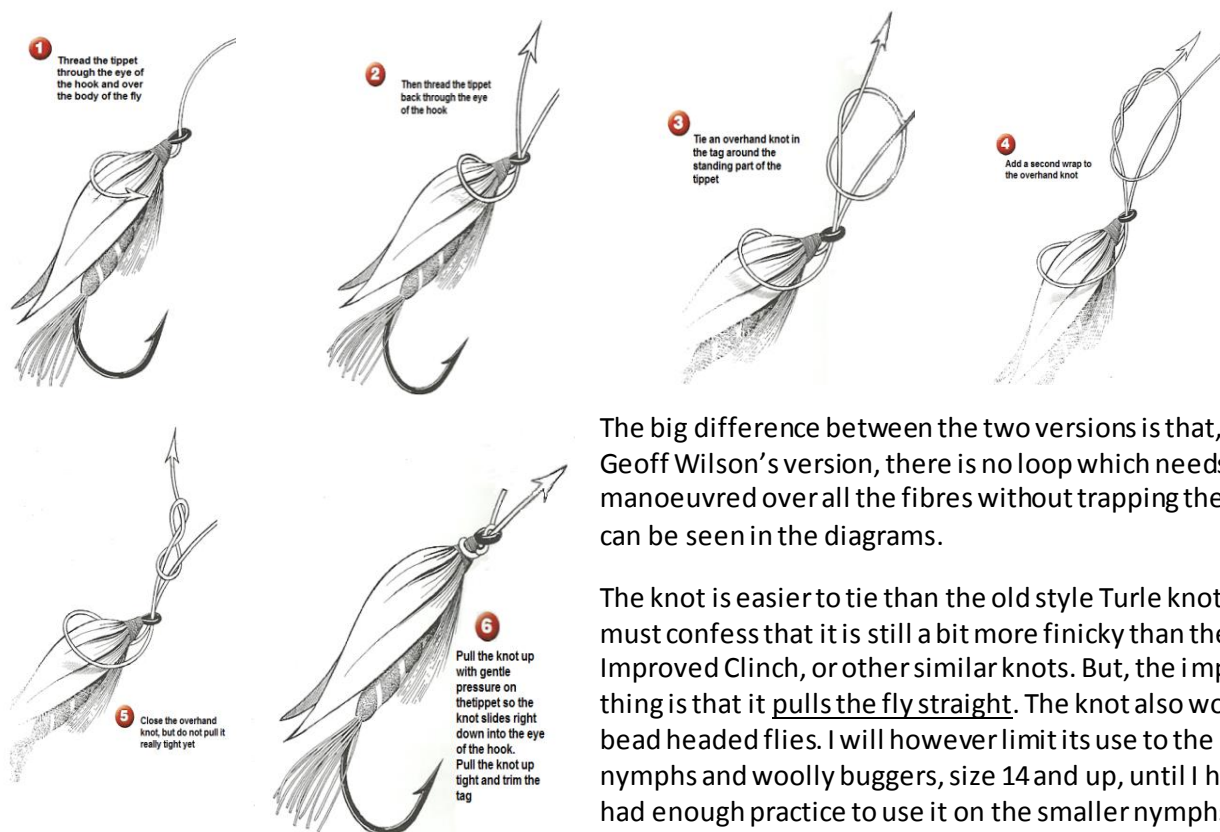 1
Thread the tippet
through the eye of
the hook and over
the body of the fly
2
Then thread the tippet
back through the eye
of the hook
3
Tie an overhand knot in
the tag around the
standing part of the
tippet
4
Add a second wrap to
the overhand knot
5
Close the overhand
knot, but do not pull it
really tight yet
6
Pull the knot up
with gentle
pressure on
thetippet so the
knot slides right
down into the eye
of the hook.
Pull the knot up
tight and trim the
tag
The big difference between the two versions is that,
Geoff Wilson’s version, there is no loop which needs
manoeuvred over all the fibres without trapping the
can be seen in the diagrams.
The knot is easier to tie than the old style Turle knot
must confess that it is still a bit more finicky than the
Improved Clinch, or other similar knots. But, the imp
thing is that it pulls the fly straight. The knot also wo
bead headed flies. I will however limit its use to the
nymphs and woolly buggers, size 14 and up, until I h
had enough practice to use it on the smaller nymph